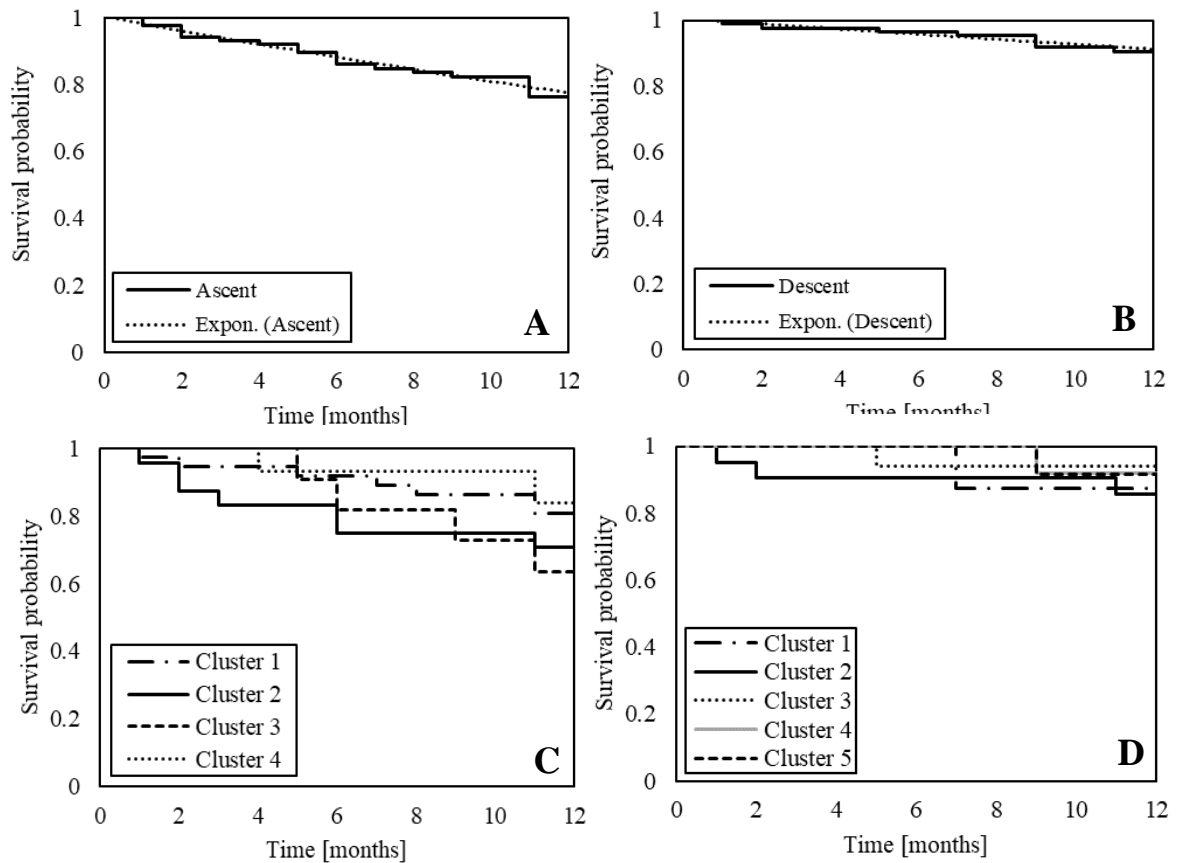 Survival probability
1
0.8
0.6
0.4
0.2
0
Ascent
Expon. (Ascent)
A
0 2 4 6 8 10 12
Time [months]
Survival probability
1
0.8
0.6
0.4
0.2
0
Descent
Expon. (Descent)
B
0 2 4 6 8 10 12
Time [months]
Survival probability
1
0.8
0.6
0.4
0.2
0
Cluster 1
Cluster 2
Cluster 3
Cluster 4
C
0 2 4 6 8 10 12
Time [months]
Survival probability
1
0.8
0.6
0.4
0.2
0
Cluster 1
Cluster 2
Cluster 3
Cluster 4
Cluster 5
D
0 2 4 6 8 10 12
Time [months]